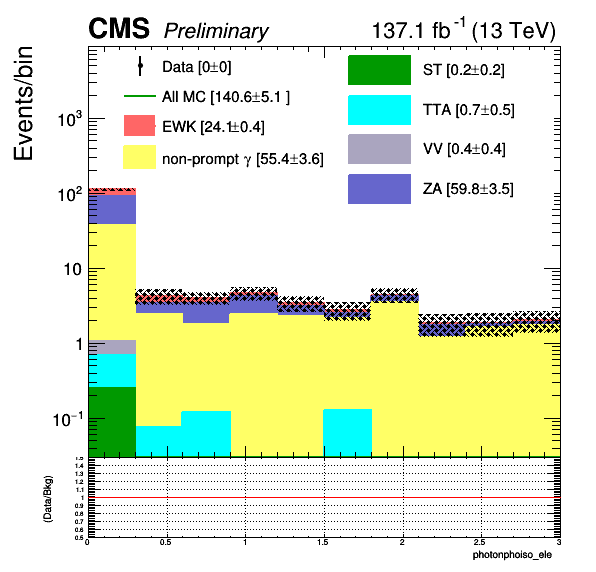 CMS Preliminary 137.1 fb⁻¹ (13 TeV)
Events/bin
Data [0±0]
All MC [140.6±5.1 ]
EWK [24.1±0.4]
non-prompt γ [55.4±3.6]
ST [0.2±0.2]
TTA [0.7±0.5]
VV [0.4±0.4]
ZA [59.8±3.5]
10³
10²
10
1
10⁻¹
(Data/Bkg)
1.5
1.4
1.3
1.2
1.1
1
0.9
0.8
0.7
0.6
0.5
0 0.5 1 1.5 2 2.5 3
photonphoiso_ele